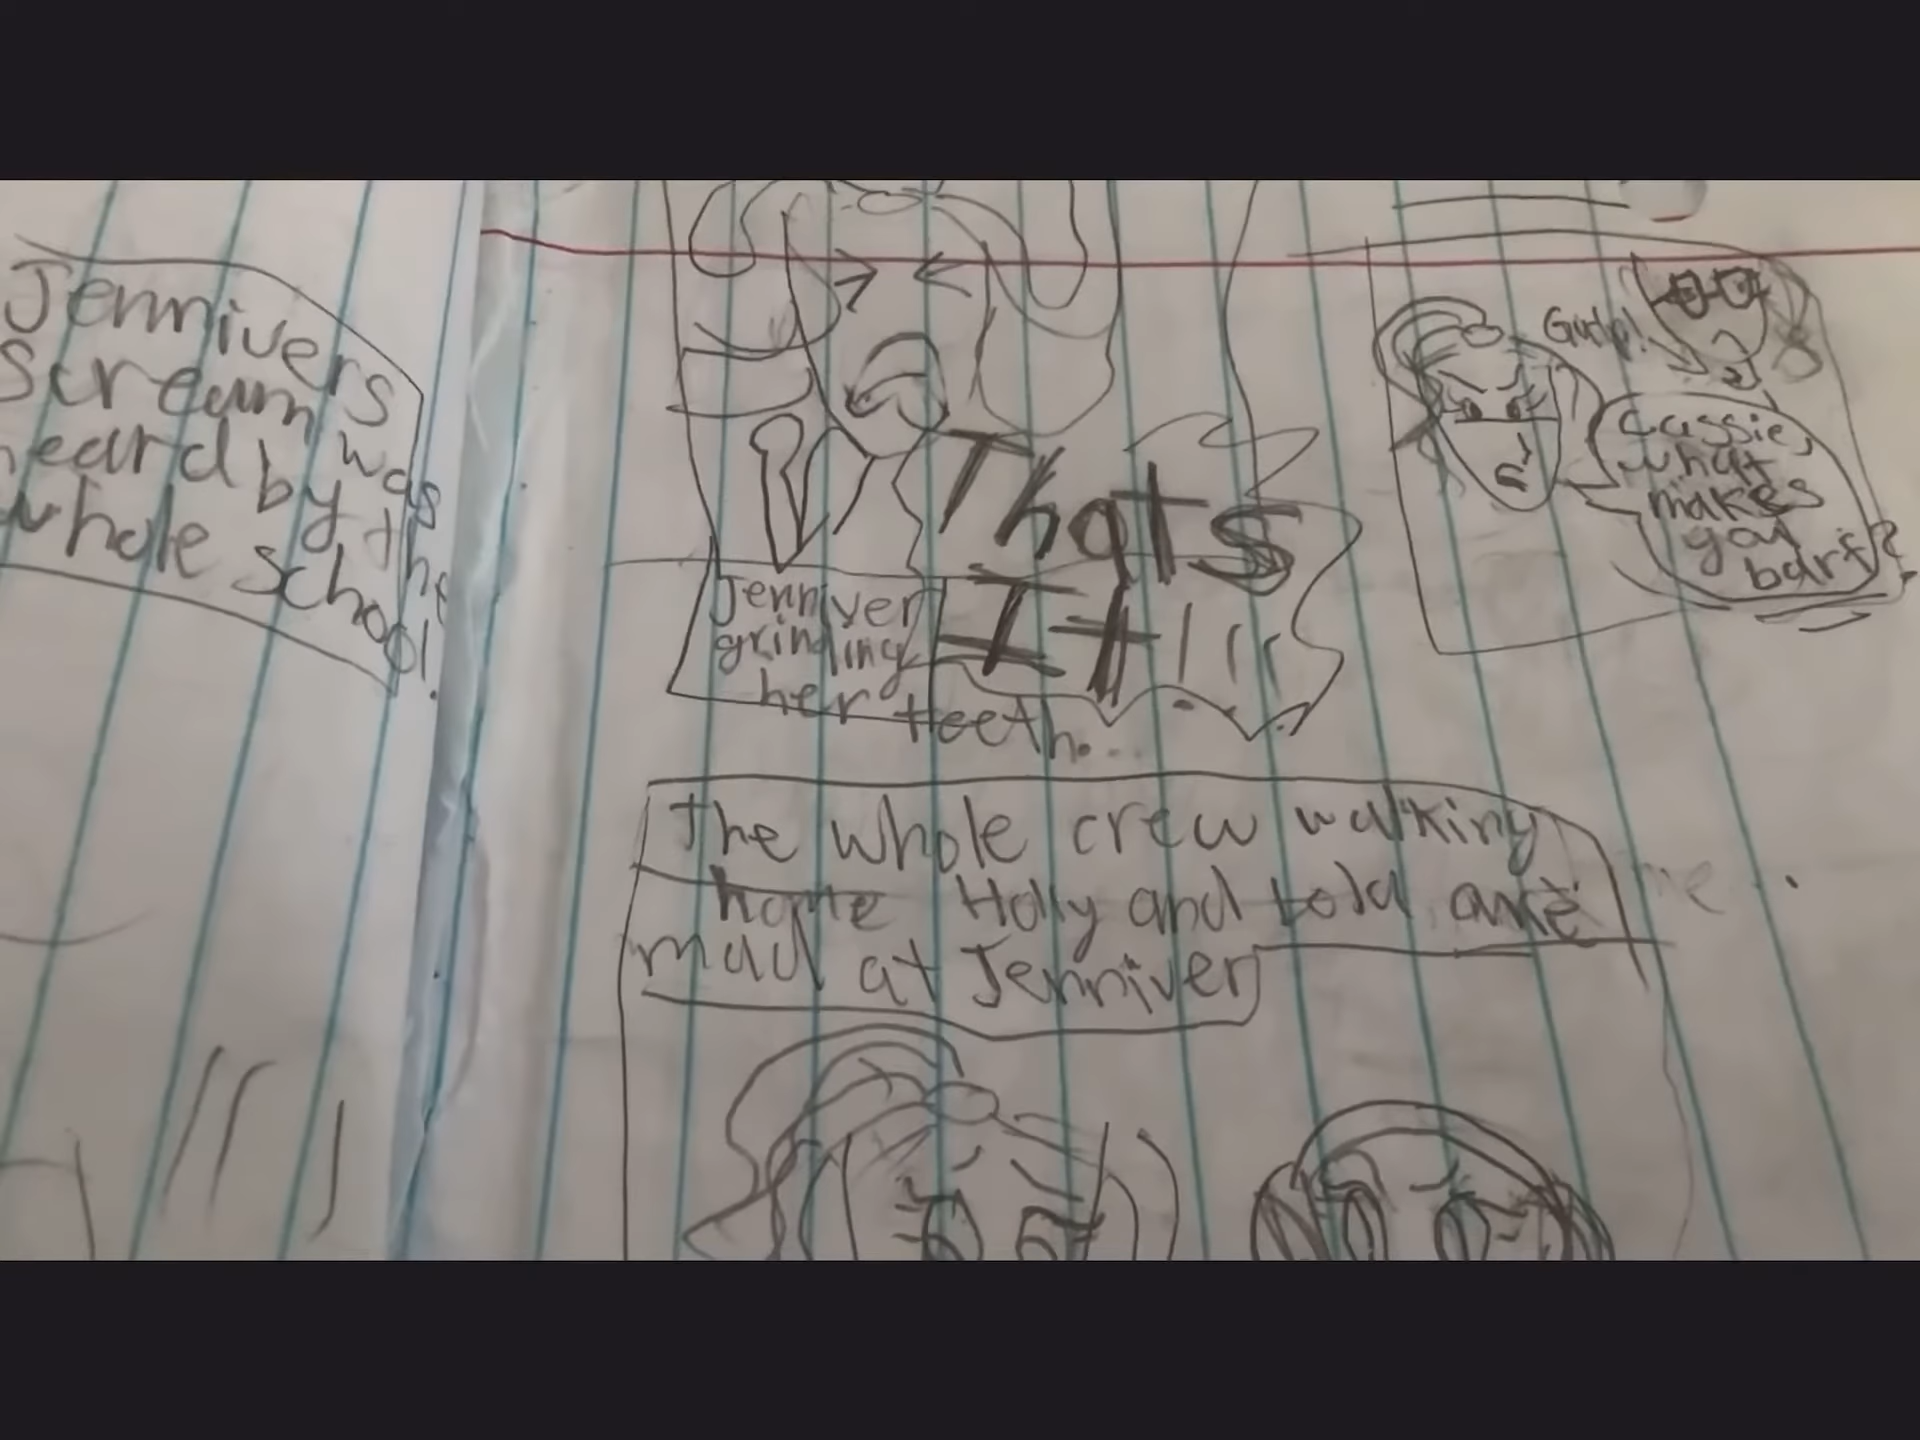 Jennivers
Scream was
heard by the
whole school.
Thats
It!!!
Jenniver
grinding
her teeth...
Gulp!
Cassie,
what
makes
you
barf?
The whole crew walking
home Holly and told are
mad at Jenniver